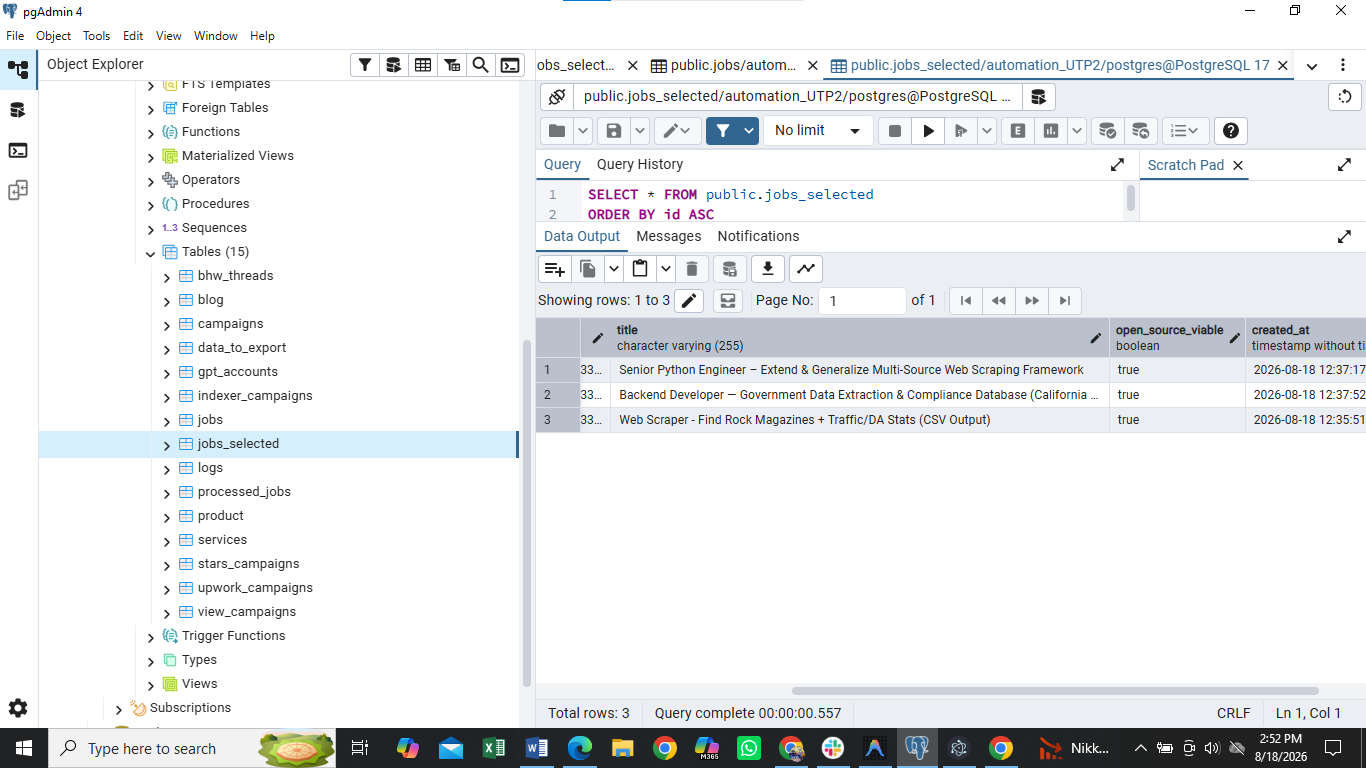 pgAdmin 4
File Object Tools Edit View Window Help
Object Explorer
FTS Templates
Foreign Tables
Functions
Materialized Views
Operators
Procedures
1..3 Sequences
Tables (15)
bhw_threads
blog
campaigns
data_to_export
gpt_accounts
indexer_campaigns
jobs
jobs_selected
logs
processed_jobs
product
services
stars_campaigns
upwork_campaigns
view_campaigns
Trigger Functions
Types
Views
Subscriptions
obs_select... public.jobs/autom... public.jobs_selected/automation_UTP2/postgres@PostgreSQL 17
public.jobs_selected/automation_UTP2/postgres@PostgreSQL ...
No limit E
Query Query History Scratch Pad
1 SELECT * FROM public.jobs_selected
2 ORDER BY id ASC
Data Output Messages Notifications
Showing rows: 1 to 3 Page No: 1 of 1
title open_source_viable created_at
character varying (255) boolean timestamp without ti
1 33... Senior Python Engineer – Extend & Generalize Multi-Source Web Scraping Framework true 2026-08-18 12:37:17
2 33... Backend Developer — Government Data Extraction & Compliance Database (California ... true 2026-08-18 12:37:52
3 33... Web Scraper - Find Rock Magazines + Traffic/DA Stats (CSV Output) true 2026-08-18 12:35:51
Total rows: 3 Query complete 00:00:00.557 CRLF Ln 1, Col 1
Type here to search M365 Nikk... 2:52 PM
8/18/2026